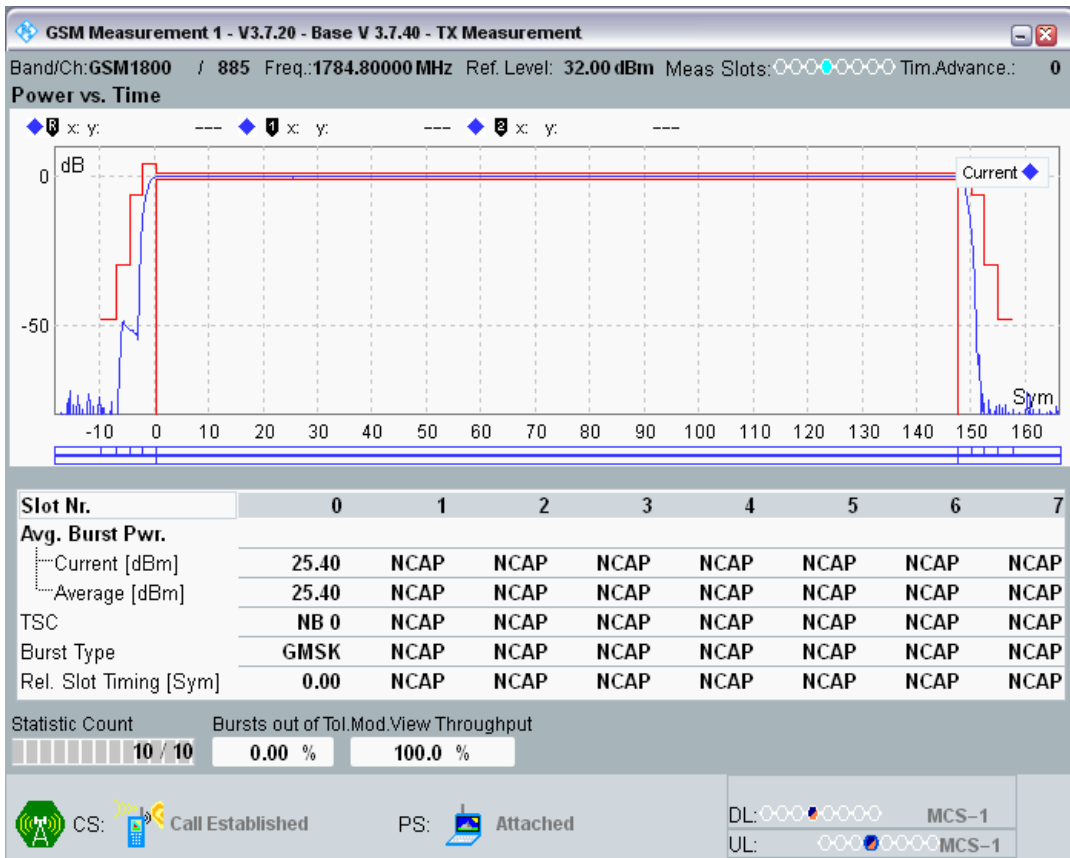 GSM Measurement 1 - V3.7.20 - Base V 3.7.40 - TX Measurement
Band/Ch:GSM1800 / 885 Freq.:1784.80000 MHz Ref. Level: 32.00 dBm Meas Slots: Tim.Advance.: 0
Power vs. Time
R x: y: --- 1 x: y: --- 2 x: y: ---
dB
Current
0
-50
Sym
-10 0 10 20 30 40 50 60 70 80 90 100 110 120 130 140 150 160
Slot Nr. 0 1 2 3 4 5 6 7
Avg. Burst Pwr.
Current [dBm] 25.40 NCAP NCAP NCAP NCAP NCAP NCAP NCAP
Average [dBm] 25.40 NCAP NCAP NCAP NCAP NCAP NCAP NCAP
TSC NB 0 NCAP NCAP NCAP NCAP NCAP NCAP NCAP
Burst Type GMSK NCAP NCAP NCAP NCAP NCAP NCAP NCAP
Rel. Slot Timing [Sym] 0.00 NCAP NCAP NCAP NCAP NCAP NCAP NCAP
Statistic Count Bursts out of Tol.Mod.View Throughput
10 / 10 0.00 % 100.0 %
CS: Call Established PS: Attached
DL: MCS-1
UL: MCS-1